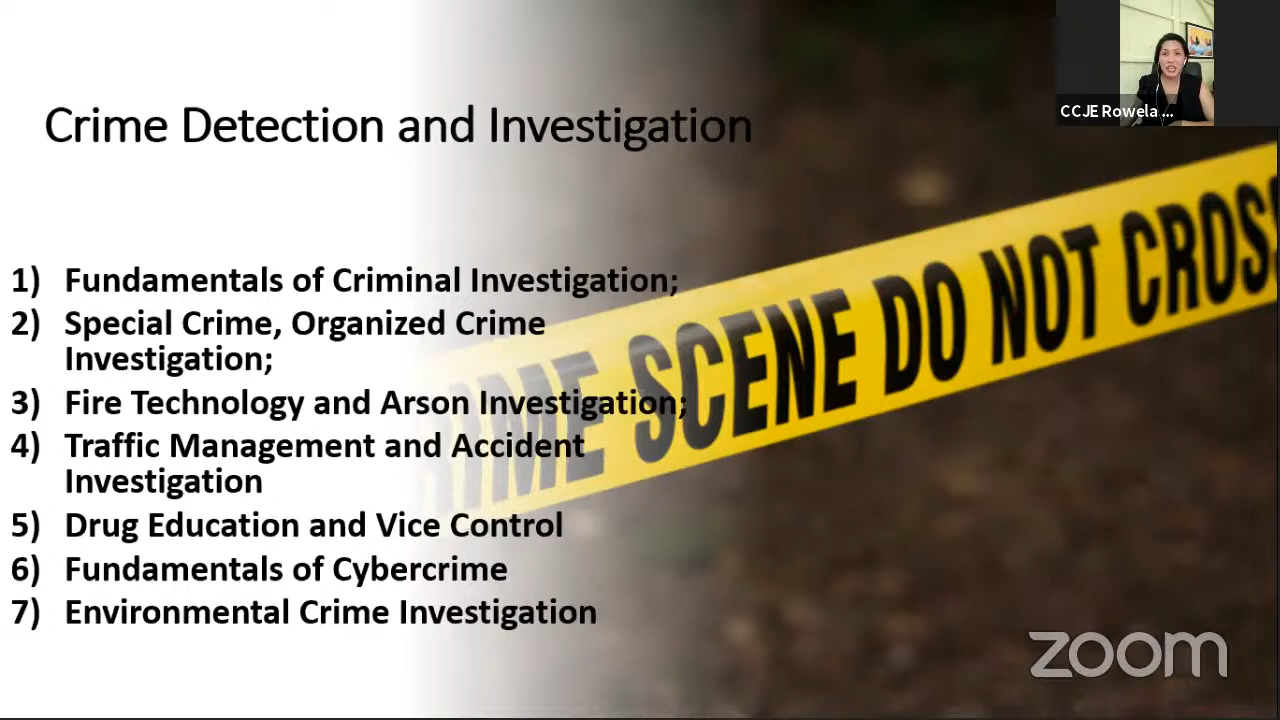 CCJE Rowela ...
Crime Detection and Investigation
1) Fundamentals of Criminal Investigation;
2) Special Crime, Organized Crime
Investigation;
3) Fire Technology and Arson Investigation;
4) Traffic Management and Accident
Investigation
5) Drug Education and Vice Control
6) Fundamentals of Cybercrime
7) Environmental Crime Investigation
IME SCENE DO NOT CROSS
zoom